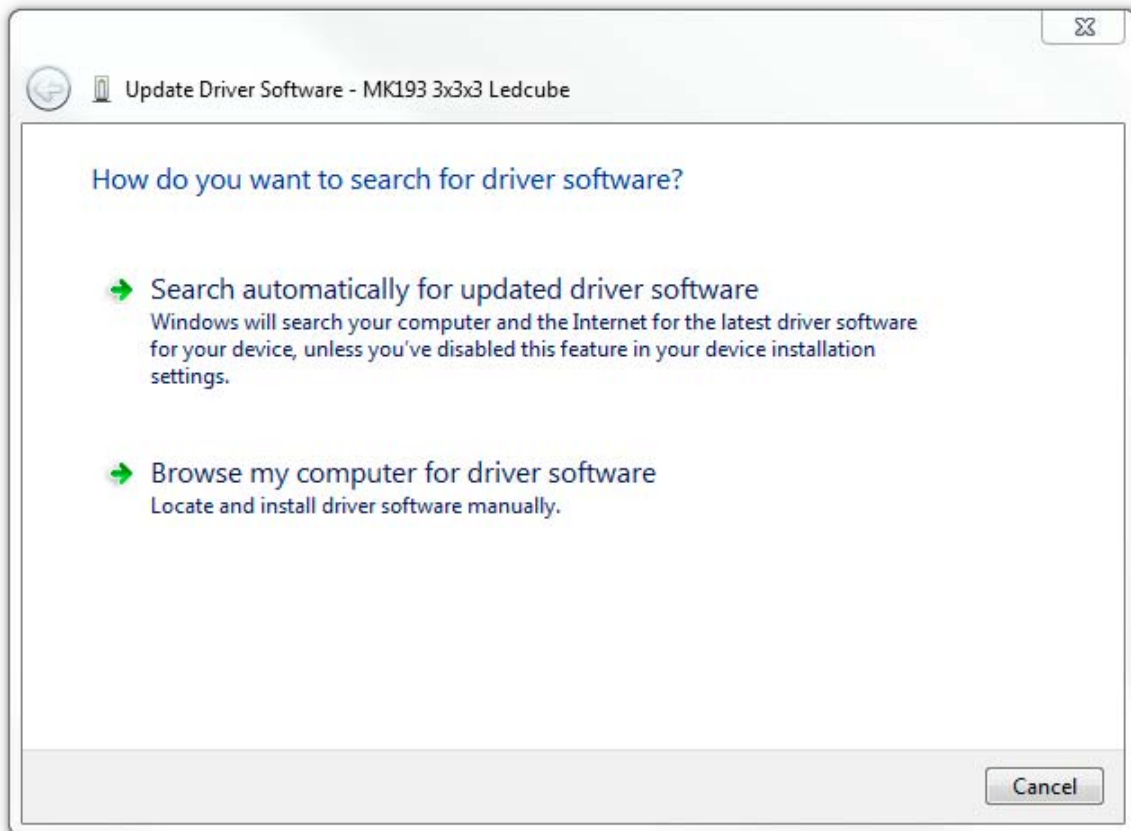 Update Driver Software - MK193 3x3x3 Ledcube
How do you want to search for driver software?
Search automatically for updated driver software
Windows will search your computer and the Internet for the latest driver software
for your device, unless you've disabled this feature in your device installation
settings.
Browse my computer for driver software
Locate and install driver software manually.
Cancel